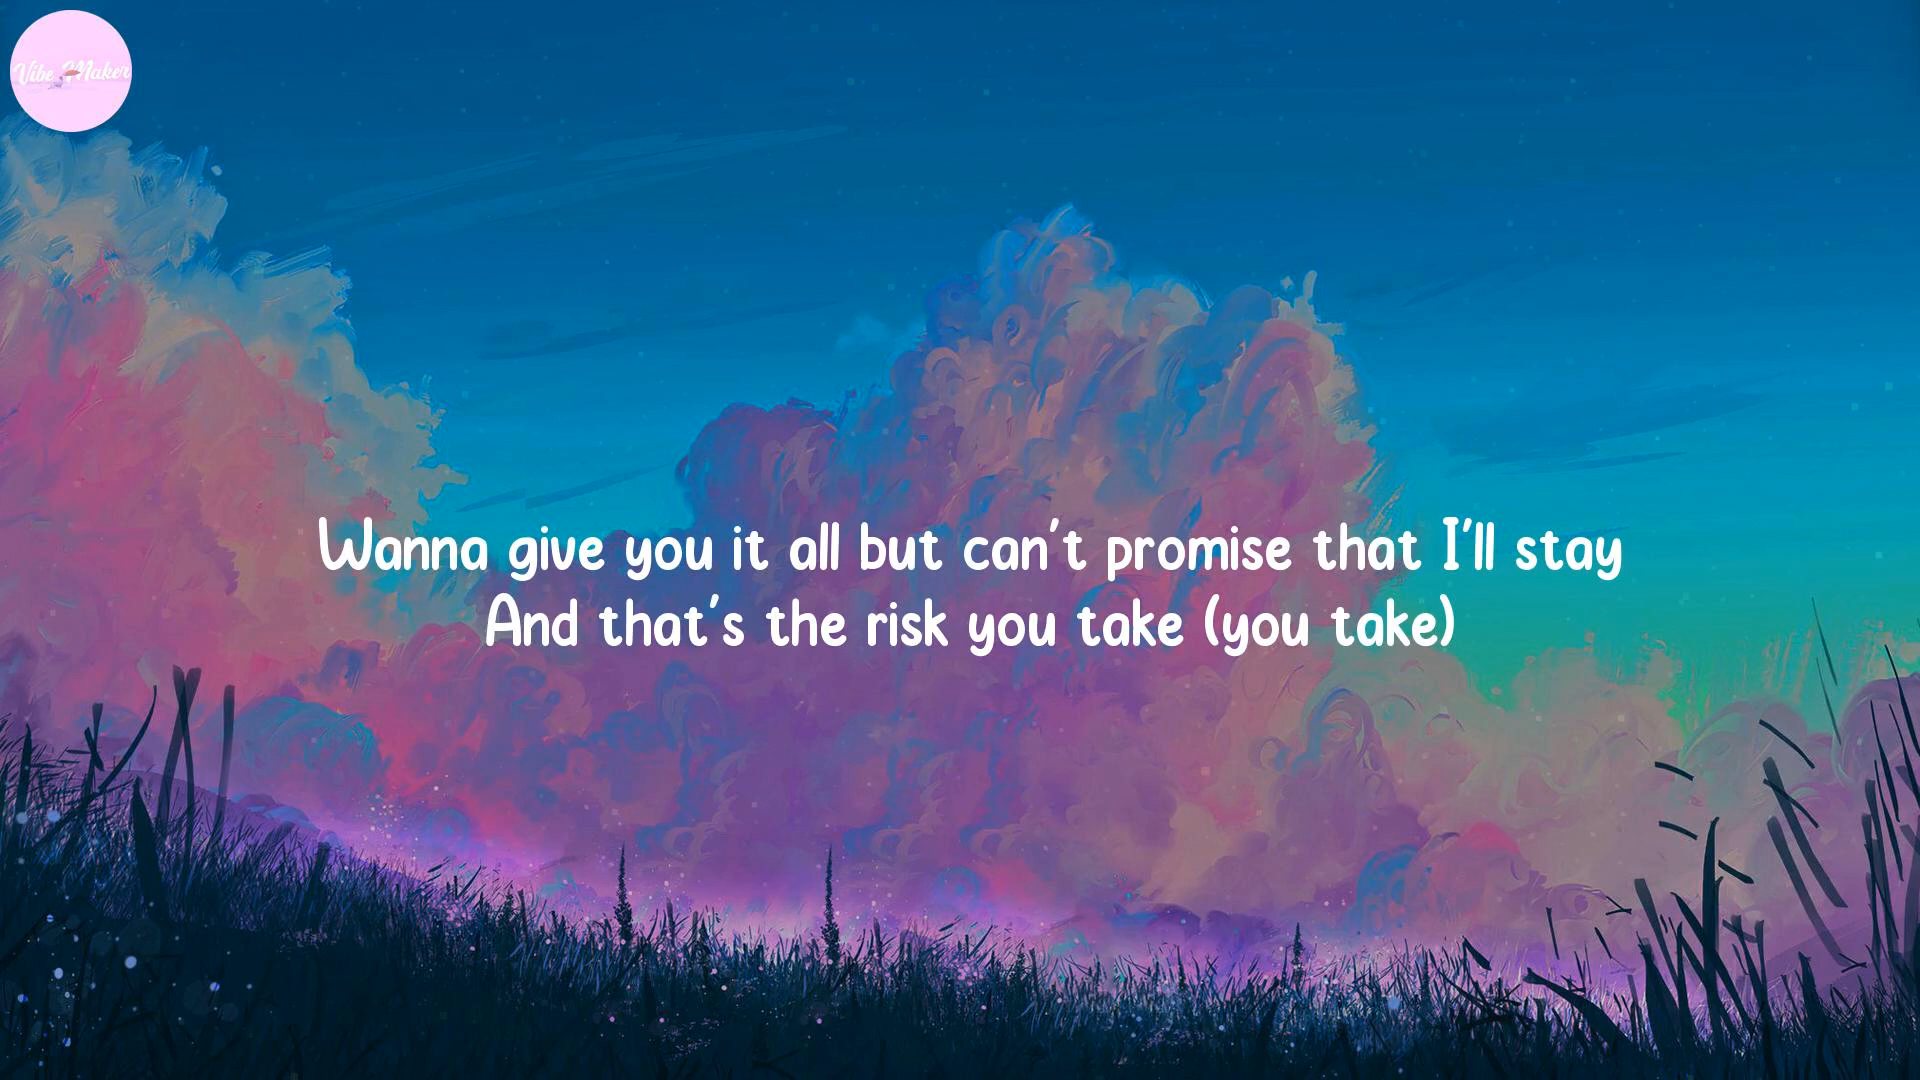 Vibe Maker
Wanna give you it all but can't promise that I'll stay
And that's the risk you take (you take)